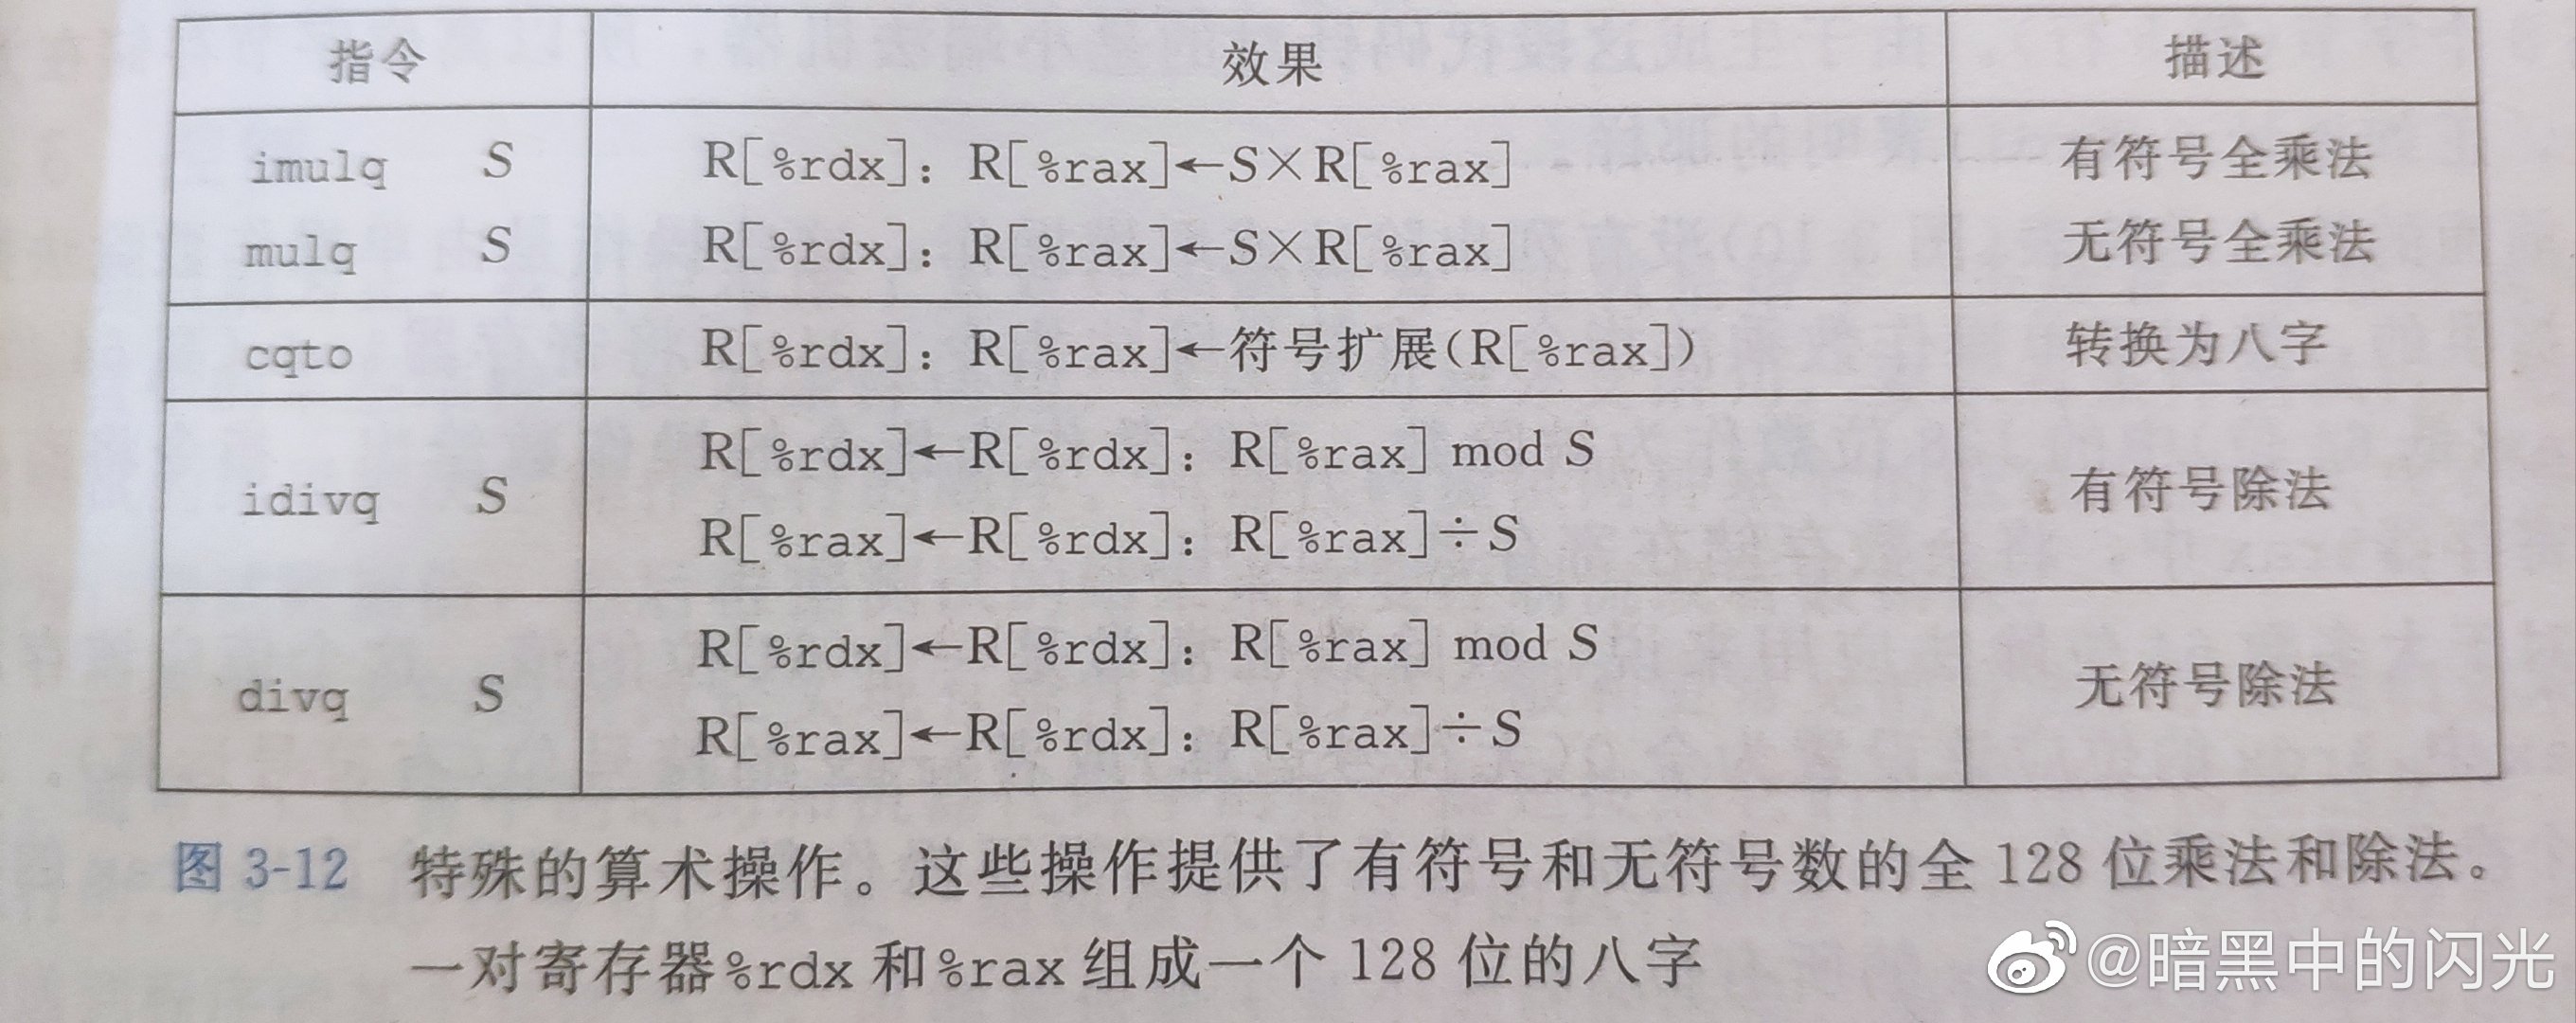 指令 效果 描述
imulq S R[%rdx]：R[%rax]←S×R[%rax] 有符号全乘法
mulq S R[%rdx]：R[%rax]←S×R[%rax] 无符号全乘法
cqto R[%rdx]：R[%rax]←符号扩展(R[%rax]) 转换为八字
idivq S R[%rdx]←R[%rdx]：R[%rax] mod S 有符号除法
R[%rax]←R[%rdx]：R[%rax]÷S
divq S R[%rdx]←R[%rdx]：R[%rax] mod S 无符号除法
R[%rax]←R[%rdx]：R[%rax]÷S
图 3-12 特殊的算术操作。这些操作提供了有符号和无符号数的全 128 位乘法和除法。
一对寄存器%rdx 和%rax 组成一个 128 位的八字
@暗黑中的闪光